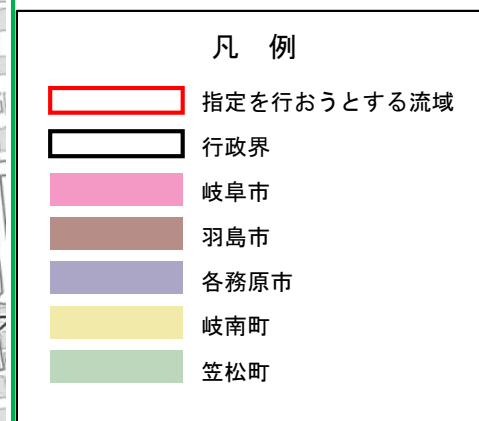 凡 例
指定を行おうとする流域
行政界
岐阜市
羽島市
各務原市
岐南町
笠松町